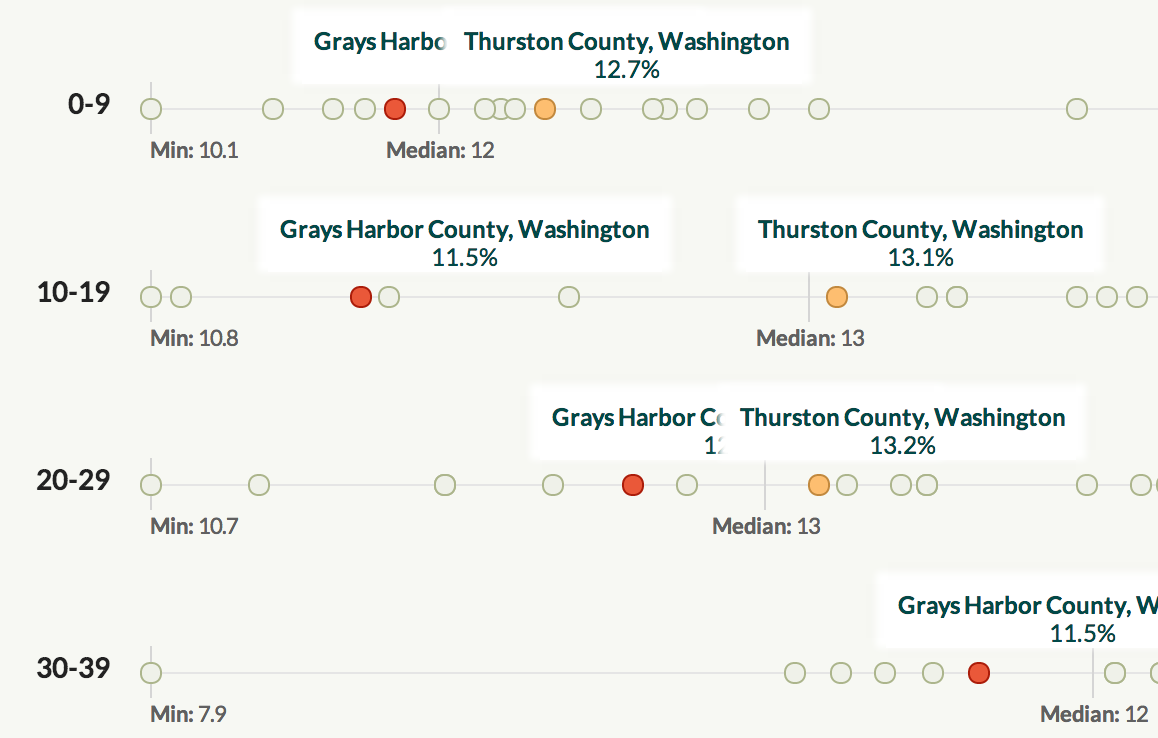 Grays Thurston County, Washington
12.7%
0-9
Min: 10.1 Median: 12
Grays Harbor County, Washington Thurston County, Washington
11.5% 13.1%
10-19
Min: 10.8 Median: 13
Grays Harbor Thurston County, Washington
13.2%
20-29
Min: 10.7 Median: 13
Grays Harbor County,
11.5%
30-39
Min: 7.9 Median: 12